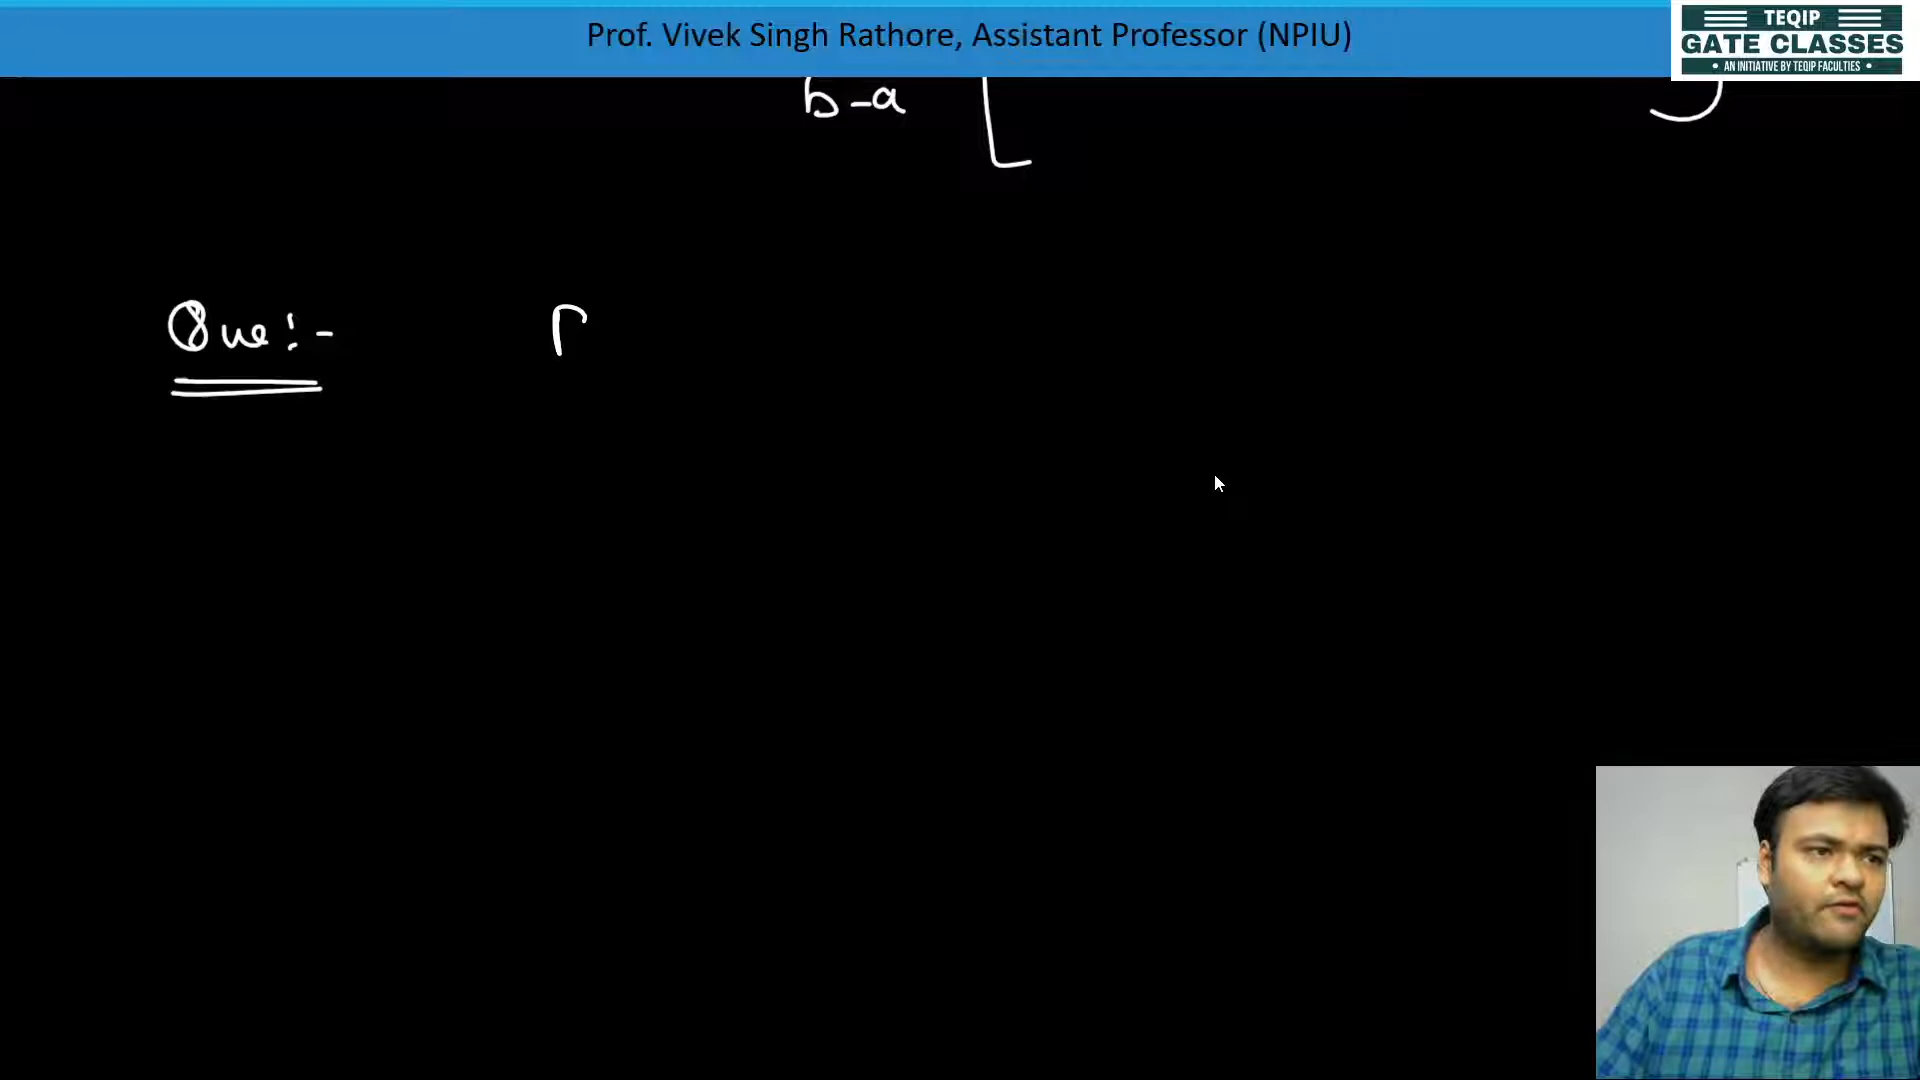 Prof. Vivek Singh Rathore, Assistant Professor (NPIU)
TEQIP
GATE CLASSES
• AN INITIATIVE BY TEQIP FACULTIES •
b-a [
Que:-